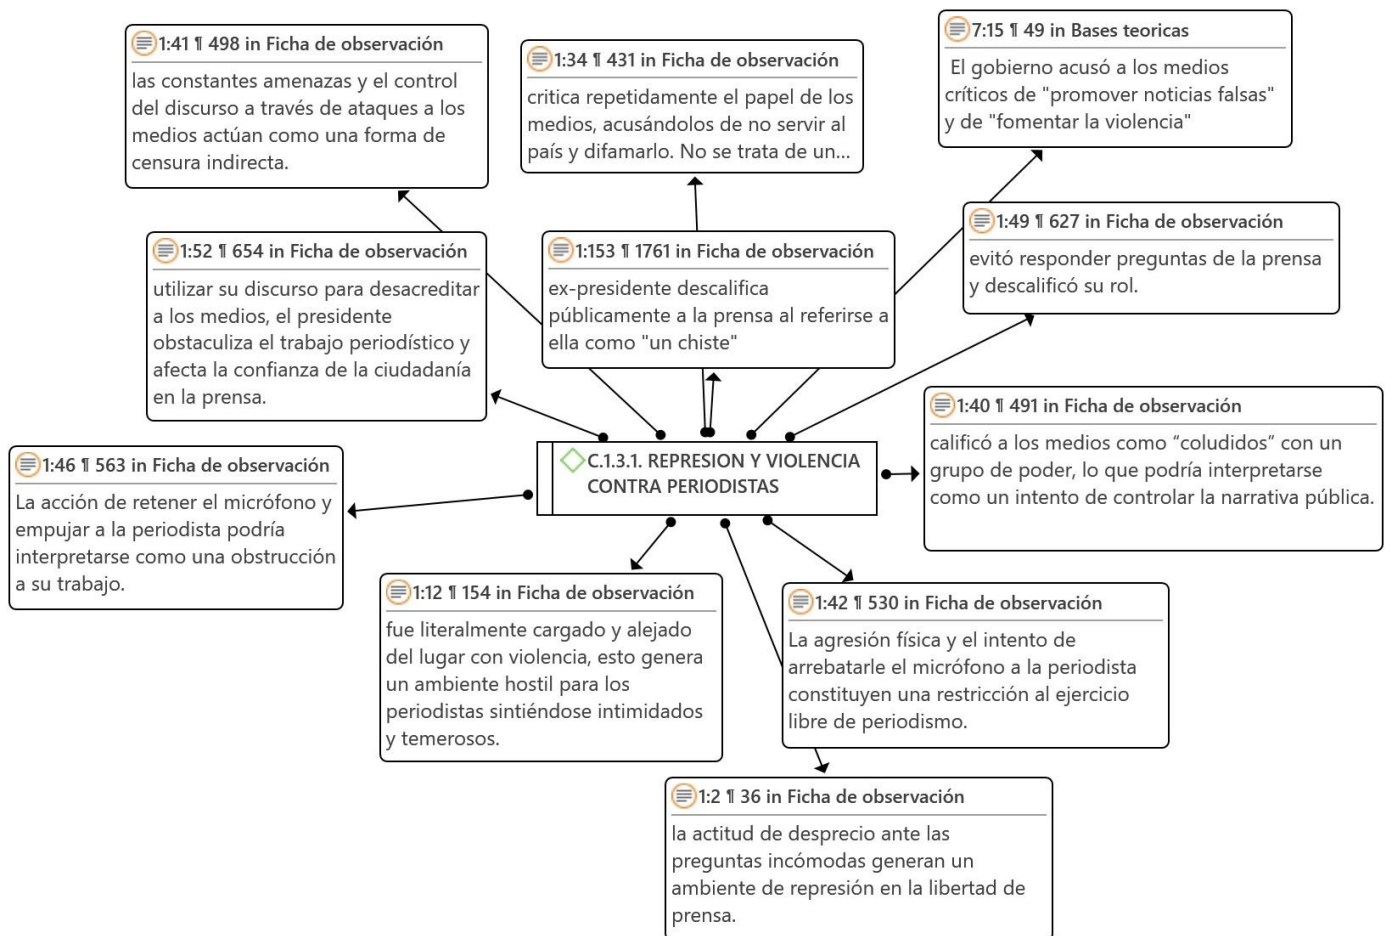 1:41 ¶ 498 in Ficha de observación
las constantes amenazas y el control
del discurso a través de ataques a los
medios actúan como una forma de
censura indirecta.
1:34 ¶ 431 in Ficha de observación
critica repetidamente el papel de los
medios, acusándolos de no servir al
país y difamarlo. No se trata de un...
7:15 ¶ 49 in Bases teoricas
El gobierno acusó a los medios
críticos de "promover noticias falsas"
y de "fomentar la violencia"
1:52 ¶ 654 in Ficha de observación
utilizar su discurso para desacreditar
a los medios, el presidente
obstaculiza el trabajo periodístico y
afecta la confianza de la ciudadanía
en la prensa.
1:153 ¶ 1761 in Ficha de observación
ex-presidente descalifica
públicamente a la prensa al referirse a
ella como "un chiste"
1:49 ¶ 627 in Ficha de observación
evitó responder preguntas de la prensa
y descalificó su rol.
1:40 ¶ 491 in Ficha de observación
calificó a los medios como “coludidos” con un
grupo de poder, lo que podría interpretarse
como un intento de controlar la narrativa pública.
C.1.3.1. REPRESION Y VIOLENCIA
CONTRA PERIODISTAS
1:46 ¶ 563 in Ficha de observación
La acción de retener el micrófono y
empujar a la periodista podría
interpretarse como una obstrucción
a su trabajo.
1:12 ¶ 154 in Ficha de observación
fue literalmente cargado y alejado
del lugar con violencia, esto genera
un ambiente hostil para los
periodistas sintiéndose intimidados
y temerosos.
1:42 ¶ 530 in Ficha de observación
La agresión física y el intento de
arrebatarle el micrófono a la periodista
constituyen una restricción al ejercicio
libre de periodismo.
1:2 ¶ 36 in Ficha de observación
la actitud de desprecio ante las
preguntas incómodas generan un
ambiente de represión en la libertad de
prensa.